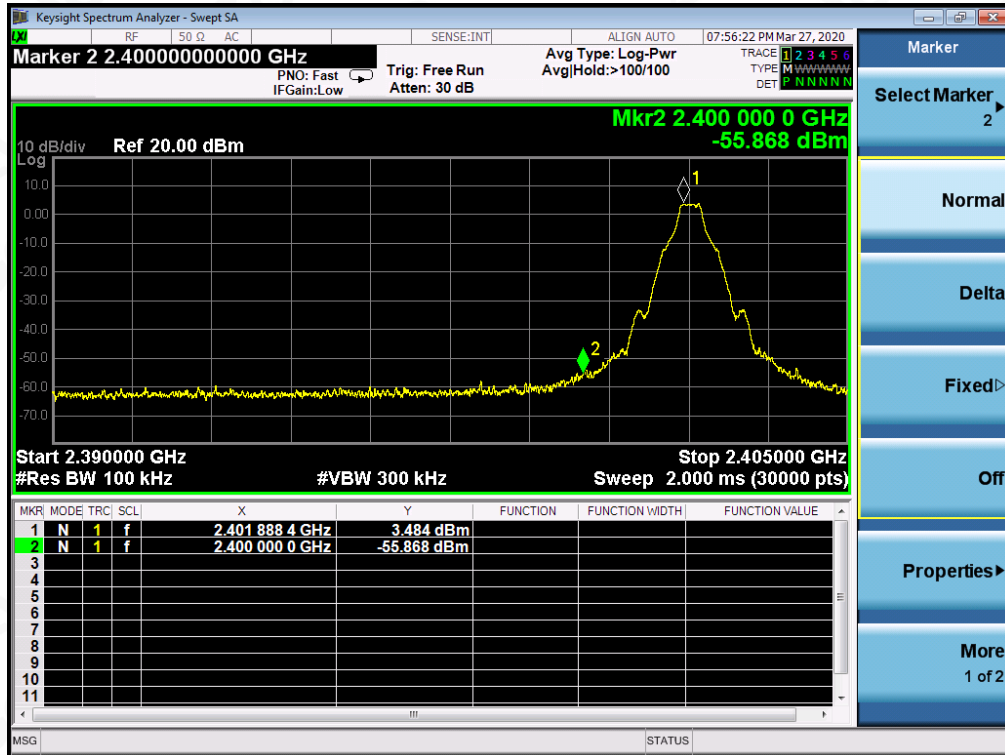 Keysight Spectrum Analyzer - Swept SA
LXI RF 50 Ω AC SENSE:INT ALIGN AUTO 07:56:22 PM Mar 27, 2020
Marker 2 2.400000000000 GHz
PNO: Fast
IFGain:Low
Trig: Free Run
Atten: 30 dB
Avg Type: Log-Pwr
Avg|Hold:>100/100
TRACE 1 2 3 4 5 6
TYPE M W W W W W
DET P N N N N N
Mkr2 2.400 000 0 GHz
-55.868 dBm
10 dB/div Ref 20.00 dBm
Log
10.0
0.00
-10.0
-20.0
-30.0
-40.0
-50.0
-60.0
-70.0
1
2
Start 2.390000 GHz Stop 2.405000 GHz
#Res BW 100 kHz #VBW 300 kHz Sweep 2.000 ms (30000 pts)
MKR MODE TRC SCL X Y FUNCTION FUNCTION WIDTH FUNCTION VALUE
1 N 1 f 2.401 888 4 GHz 3.484 dBm
2 N 1 f 2.400 000 0 GHz -55.868 dBm
3
4
5
6
7
8
9
10
11
MSG STATUS
Marker
Select Marker
2
Normal
Delta
Fixed
Off
Properties
More
1 of 2